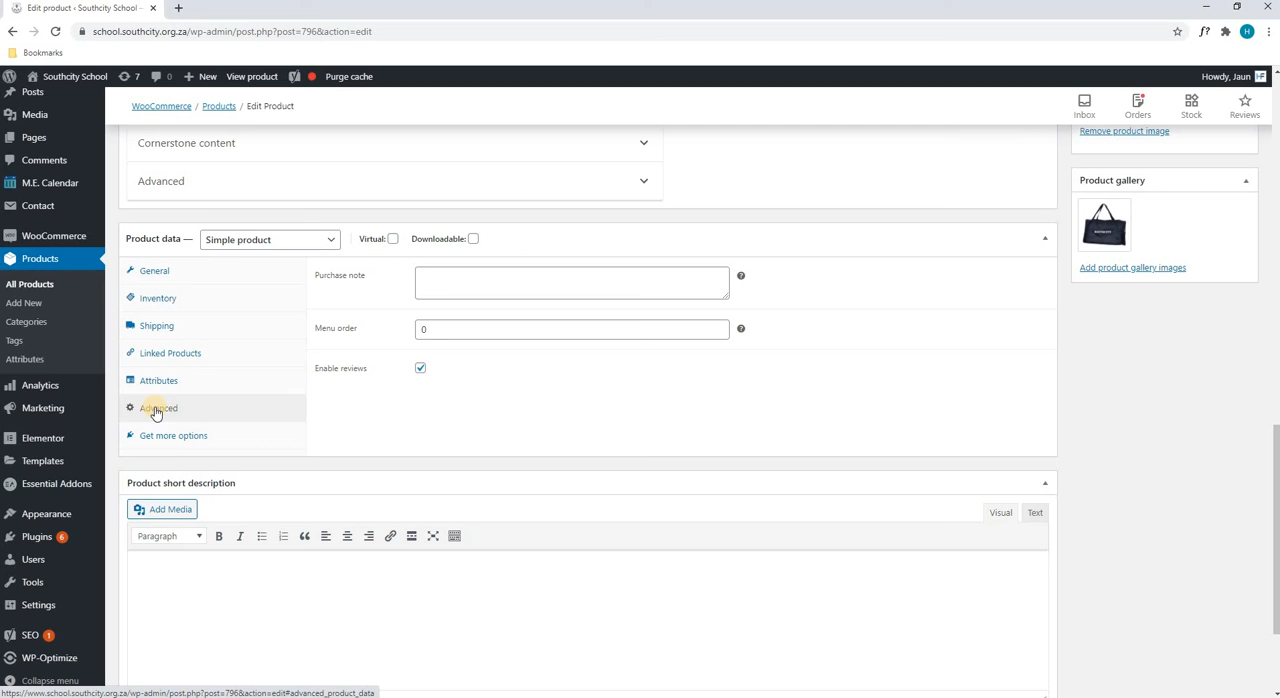 Edit product ‹ Southcity School –
school.southcity.org.za/wp-admin/post.php?post=796&action=edit
f?
H
Bookmarks
Southcity School 7 0 New View product Purge cache
Howdy, Jaun
Posts
Media
Pages
Comments
M.E. Calendar
Contact
WooCommerce
Products
All Products
Add New
Categories
Tags
Attributes
Analytics
Marketing
Elementor
Templates
Essential Addons
Appearance
Plugins 6
Users
Tools
Settings
SEO 1
WP-Optimize
Collapse menu
WooCommerce / Products / Edit Product
Inbox
Orders
Stock
Reviews
Cornerstone content
Advanced
Product data —
Simple product
Virtual:
Downloadable:
General
Inventory
Shipping
Linked Products
Attributes
Advanced
Get more options
Purchase note
Menu order
0
Enable reviews
Product short description
Add Media
Visual
Text
Paragraph
Remove product image
Product gallery
Add product gallery images
https://www.school.southcity.org.za/wp-admin/post.php?post=796&action=edit#advanced_product_data